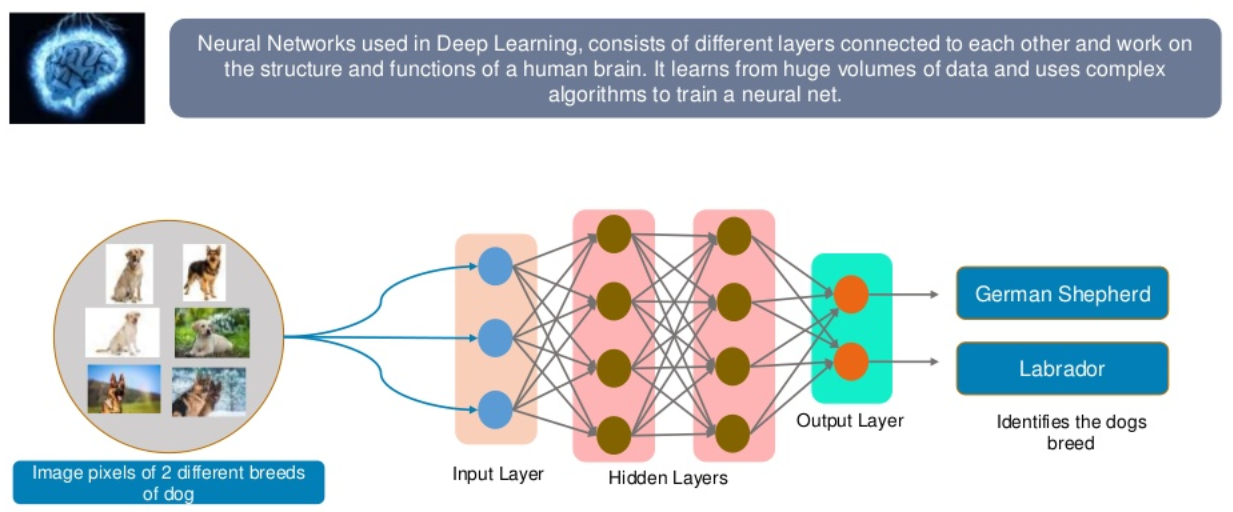 Neural Networks used in Deep Learning, consists of different layers connected to each other and work on
the structure and functions of a human brain. It learns from huge volumes of data and uses complex
algorithms to train a neural net.
German Shepherd
Labrador
Output Layer
Identifies the dogs
breed
Image pixels of 2 different breeds
of dog
Input Layer
Hidden Layers